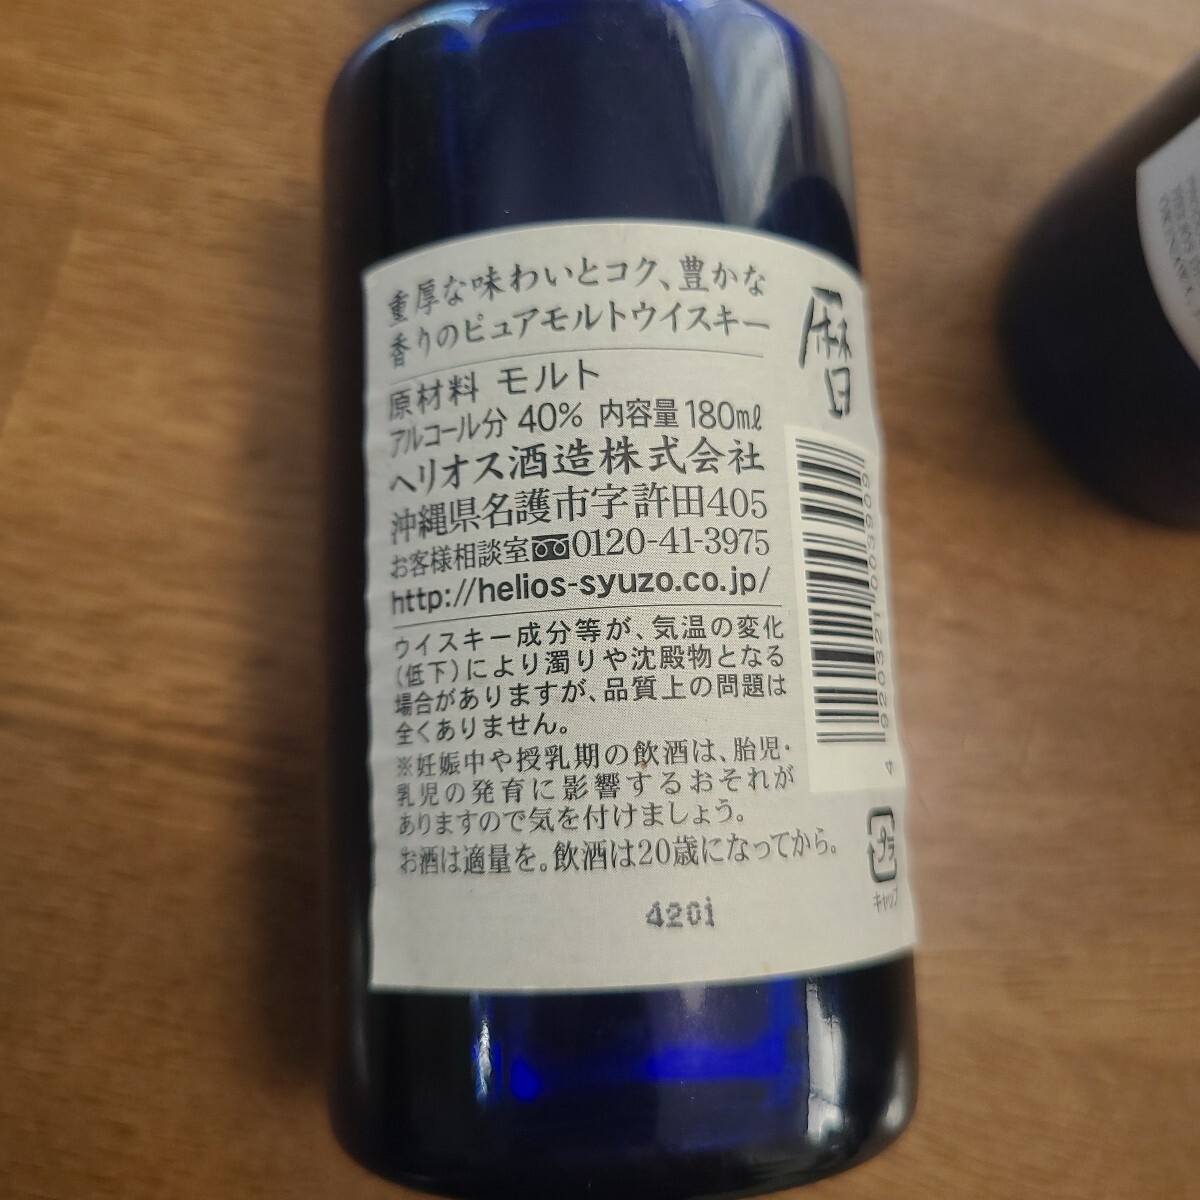 重厚な味わいとコク、豊かな
香りのピュアモルトウイスキー
原材料 モルト
アルコール分 40% 内容量 180mℓ
ヘリオス酒造株式会社
沖縄県名護市字許田405
お客様相談室0120-41-3975
http://helios-syuzo.co.jp/
ウイスキー成分等が、気温の変化
(低下)により濁りや沈殿物となる
場合がありますが、品質上の問題は
全くありません。
※妊娠中や授乳期の飲酒は、胎児・
乳児の発育に影響するおそれが
ありますので気を付けましょう。
お酒は適量を。飲酒は20歳になってから。
420i
暦
4 920321 003909
プラ
キャップ